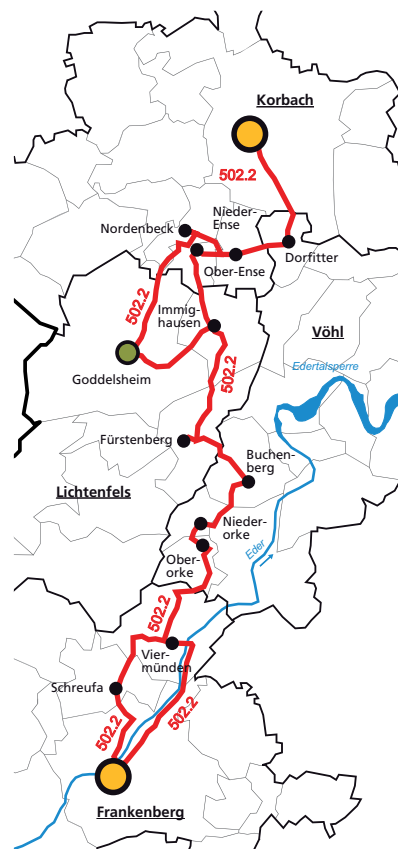 Korbach
502.2
Nieder-
Ense
Nordenbeck
Ober-Ense
Dorfitter
502.2
Immig-
hausen
Vöhl
Edertalsperre
502.2
Goddelsheim
Fürstenberg
Buchen-
berg
Lichtenfels
Nieder-
orke
Ober-
orke
Eder
502.2
Vier-
münden
Schreufa
502.2
502.2
Frankenberg